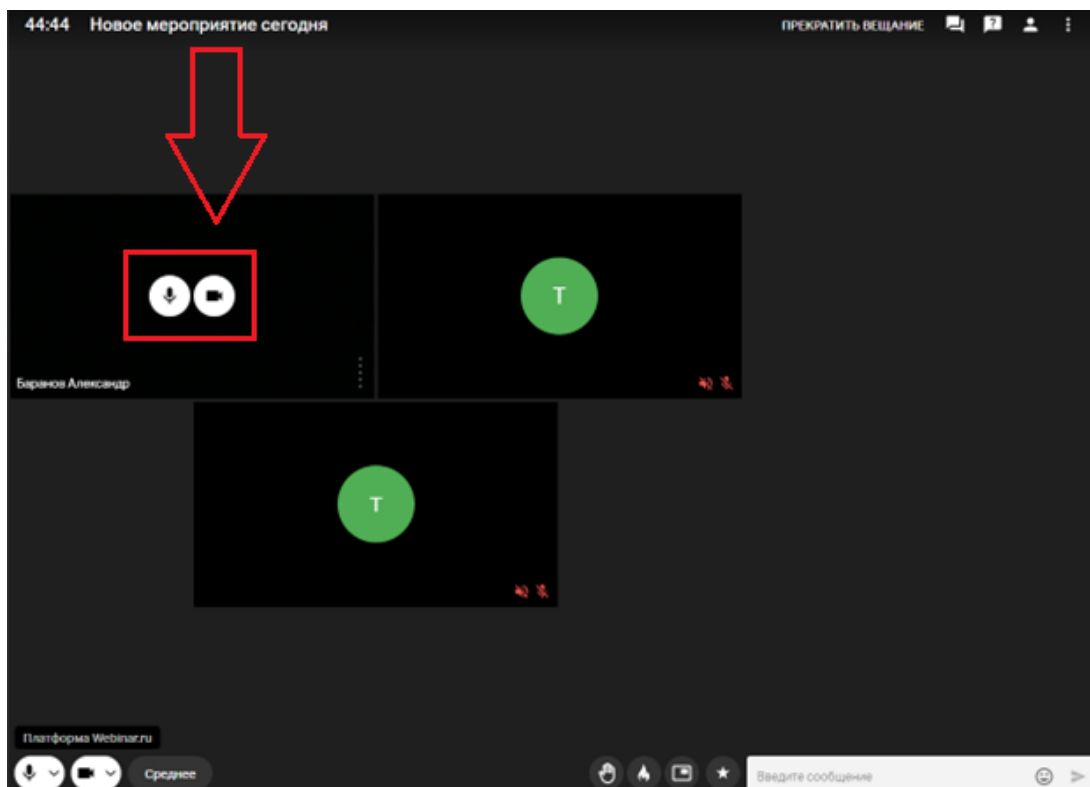 44:44 Новое мероприятие сегодня ПРЕКРАТИТЬ ВЕЩАНИЕ
T
Баранов Александр
T
Платформа Webinar.ru
Среднее
Введите сообщение